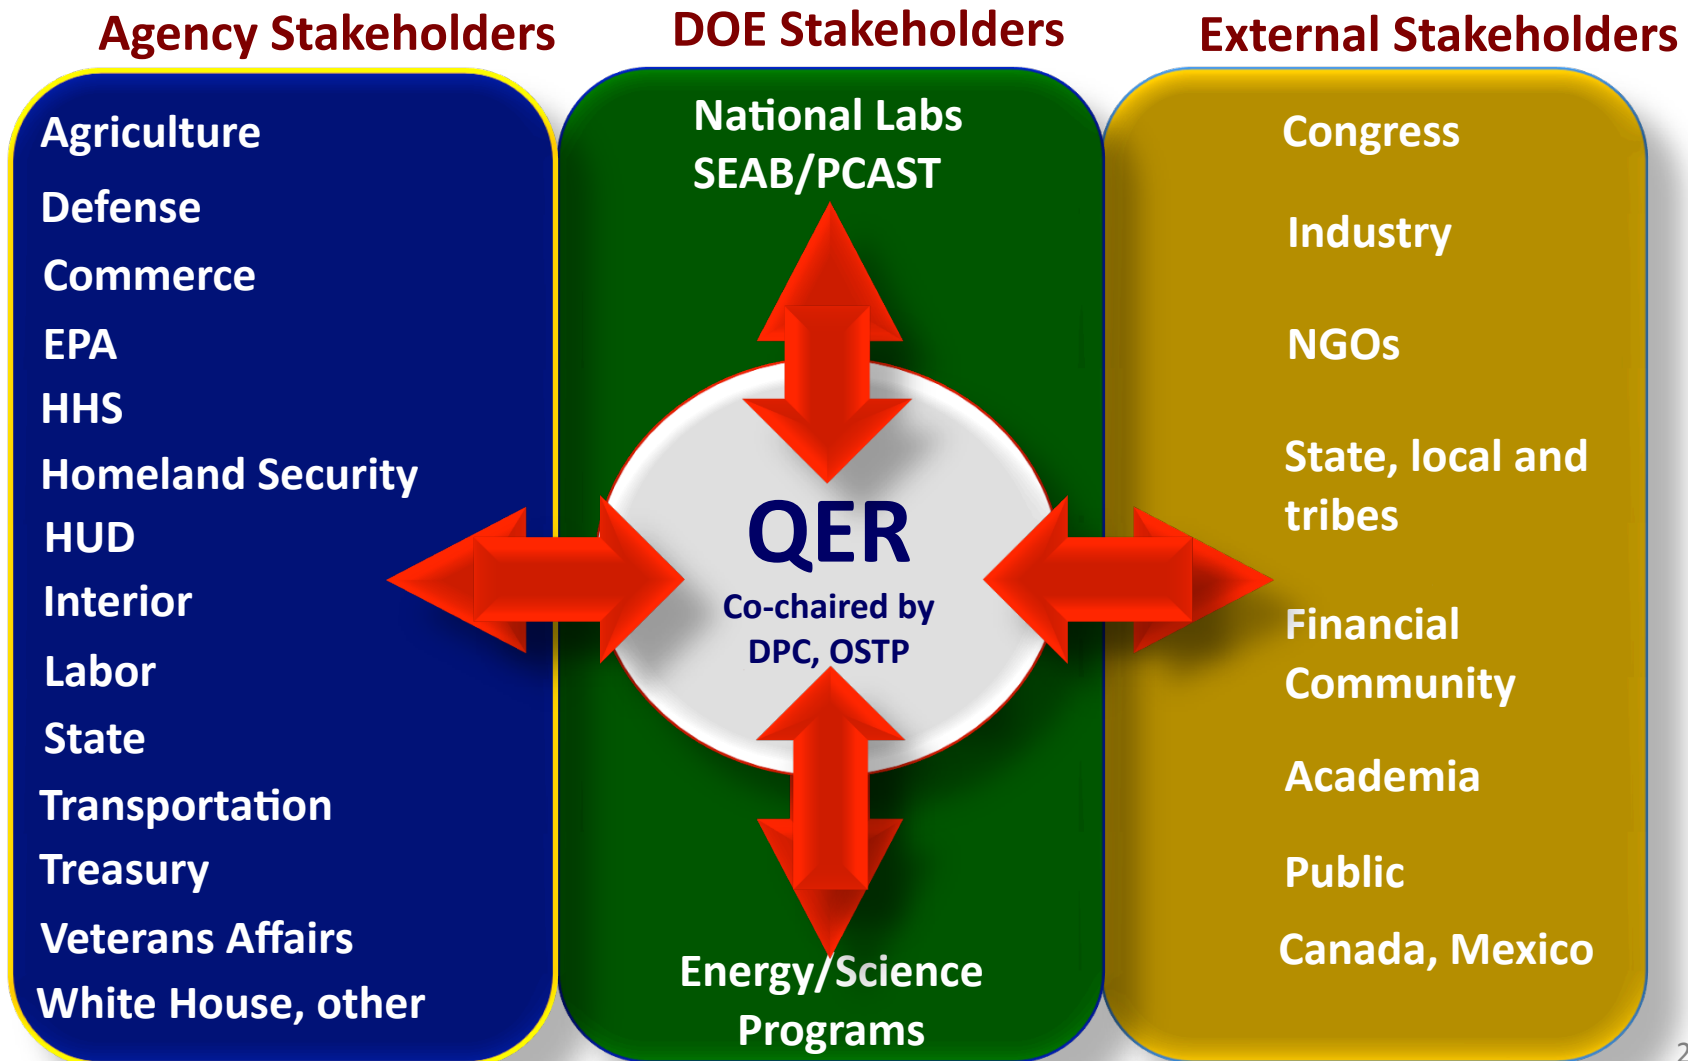 Agency Stakeholders
DOE Stakeholders
External Stakeholders
Agriculture
Defense
Commerce
EPA
HHS
Homeland Security
HUD
Interior
Labor
State
Transportation
Treasury
Veterans Affairs
White House, other
National Labs
SEAB/PCAST
QER
Co-chaired by
DPC, OSTP
Energy/Science
Programs
Congress
Industry
NGOs
State, local and
tribes
Financial
Community
Academia
Public
Canada, Mexico
2